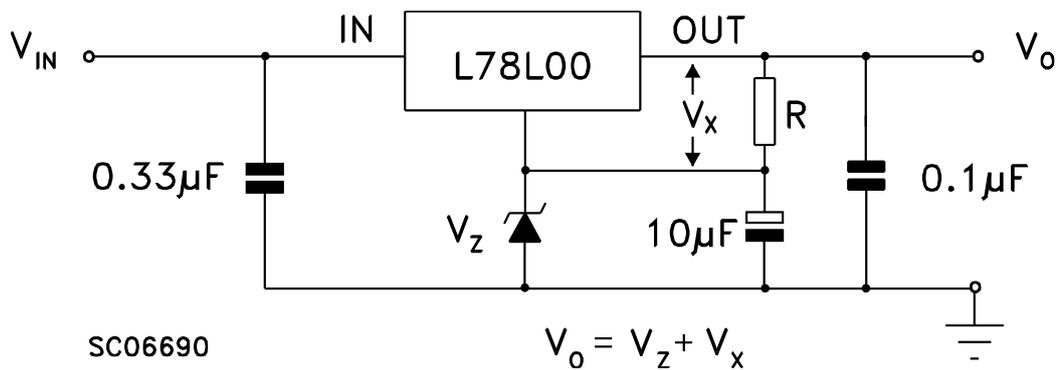 V_IN
IN
L78L00
OUT
V_O
V_X
R
0.33μF
V_Z
10μF
0.1μF
SC06690
V_O = V_Z + V_X